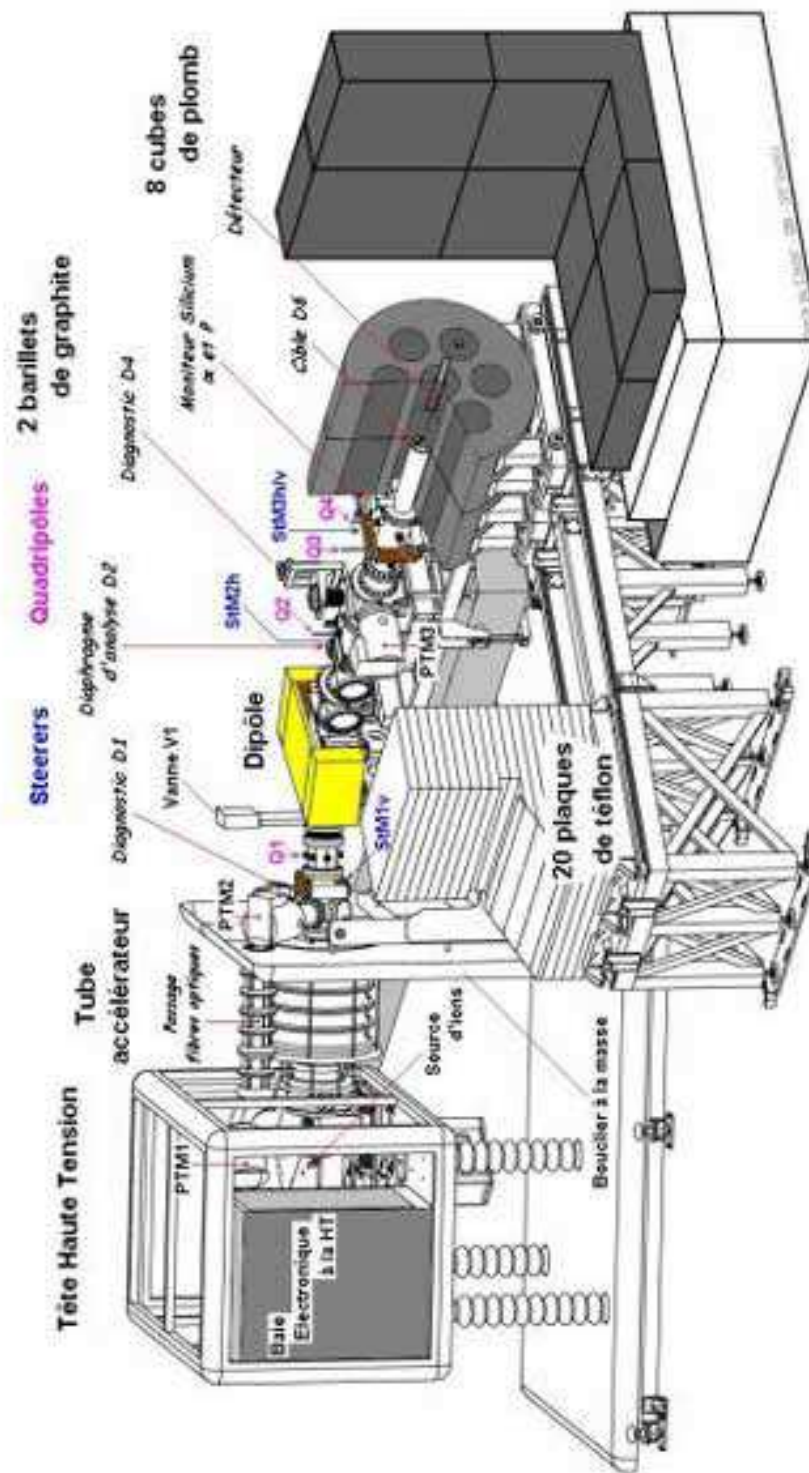 Tête Haute Tension
Tube
accélérateur
Steerers
Quadripôles
2 barillets
de graphite
8 cubes
de plomb
Diagnostic D1
Vanne V1
Diaphragme
d'analyse D2
Diagnostic D4
Moniteur Silicium
α et P
Cible D6
Détecteur
Passage
fibres optiques
PTM1
PTM2
Q1
Dipôle
StM2h
Q2
Q3
StM3h/v
Q4
StM1v
PTM3
Source
d'ions
Baie
Electronique
à la HT
20 plaques
de téflon
Bouclier à la masse